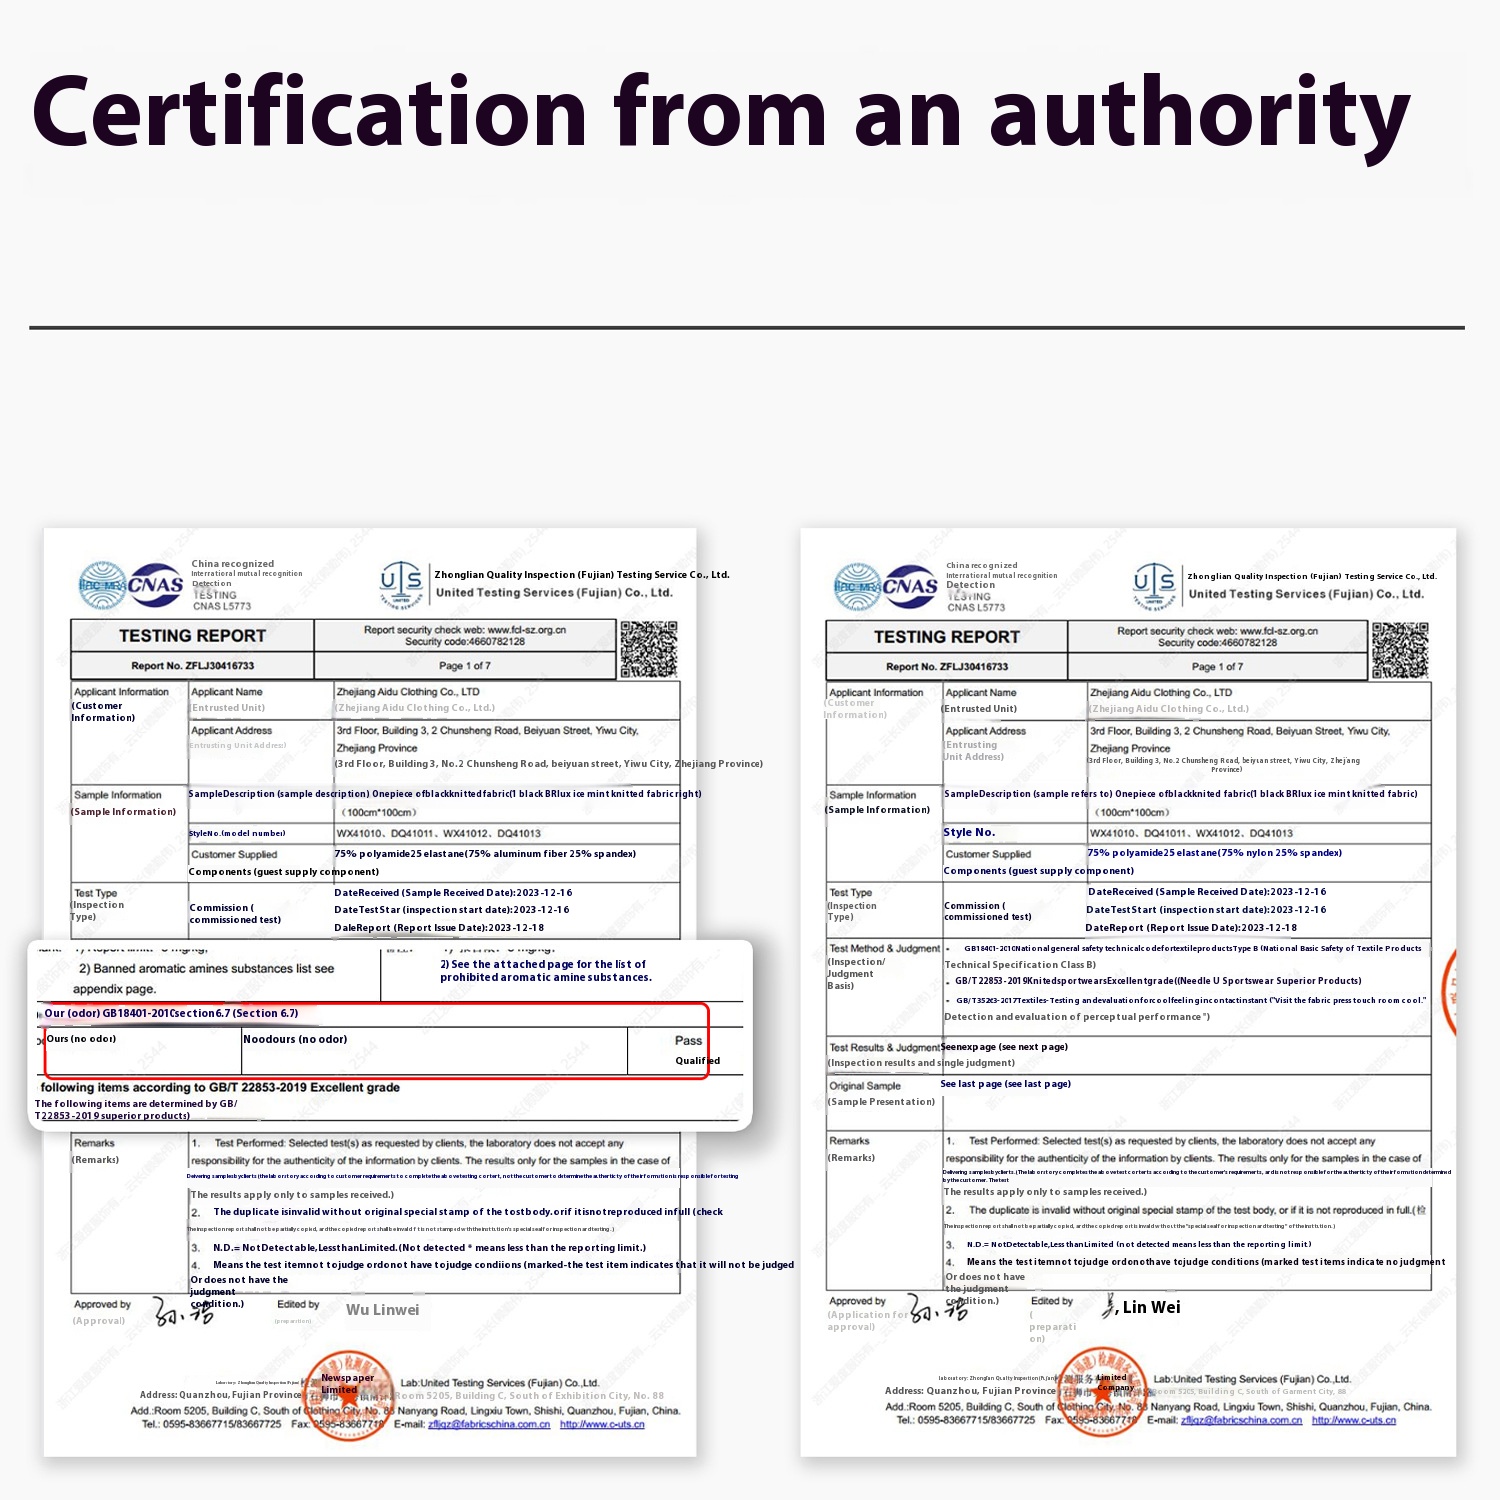 Certification from an authority
China recognized
International mutual recognition
Detection
TESTING
CNAS L5773
CNAS
UTS
Zhonglian Quality Inspection (Fujian) Testing Service Co., Ltd.
United Testing Services (Fujian) Co., Ltd.
TESTING REPORT
Report security check web: www.fcl-sz.org.cn
Security code:4660782128
Report No. ZFLJ30416733
Page 1 of 7
Applicant Information
(Customer
Information)
Applicant Name
(Entrusted Unit)
Zhejiang Aidu Clothing Co., LTD
(Zhejiang Aidu Clothing Co., Ltd.)
Applicant Address
(Entrusting Unit Address)
3rd Floor, Building 3, 2 Chunsheng Road, Beiyuan Street, Yiwu City,
Zhejiang Province
(3rd Floor, Building 3, No.2 Chunsheng Road, beiyuan street, Yiwu City, Zhejiang Province)
Sample Information
(Sample Information)
SampleDescription (sample description) Onepiece ofblackknittedfabric(1 black BRlux ice mint knitted fabric right)
(100cm*100cm)
StyleNo.(model number)
WX41010、DQ41011、WX41012、DQ41013
Customer Supplied
Components (guest supply component)
75% polyamide25 elastane(75% aluminum fiber 25% spandex)
Test Type
(Inspection
Type)
Commission (
commissioned test)
DateReceived (Sample Received Date):2023-12-16
DateTestStar (inspection start date):2023-12-16
DaleReport (Report Issue Date):2023-12-18
2) Banned aromatic amines substances list see
appendix page.
2) See the attached page for the list of
prohibited aromatic amine substances.
Our (odor) GB18401-2010section6.7 (Section 6.7)
Ours (no odor)
Noodours (no odor)
Pass
Qualified
following items according to GB/T 22853-2019 Excellent grade
The following items are determined by GB/
T22853-2019 superior products)
Remarks
(Remarks)
1. Test Performed: Selected test(s) as requested by clients, the laboratory does not accept any
responsibility for the authenticity of the information by clients. The results only for the samples in the case of
The results apply only to samples received.)
2. The duplicate isinvalid without original special stamp of the tostbody.orif itisnotreproduced infull (check
3. N.D.= NotDetectable,LessthanLimited.(Not detected * means less than the reporting limit.)
4. Means the test itemnot tojudge ordonot have tojudge condiions (marked-the test item indicates that it will not be judged
Or does not have the
judgment
condition.)
Approved by
(Approval)
Edited by
(preparation)
Wu Linwei
Newspaper
Limited
Lab:United Testing Services (Fujian) Co.,Ltd.
Address: Quanzhou, Fujian Province
Room 5205, Building C, South of Exhibition City, No. 88
Add.:Room 5205, Building C, South of Clothing City, No. 88 Nanyang Road, Lingxiu Town, Shishi, Quanzhou, Fujian, China.
Tel.: 0595-83667715/83667725 Fax: 0595-83667716 E-mail: zfljqz@fabricschina.com.cn http://www.c-uts.cn
China recognized
International mutual recognition
Detection
TESTING
CNAS L5773
CNAS
UTS
Zhonglian Quality Inspection (Fujian) Testing Service Co., Ltd.
United Testing Services (Fujian) Co., Ltd.
TESTING REPORT
Report security check web: www.fcl-sz.org.cn
Security code:4660782128
Report No. ZFLJ30416733
Page 1 of 7
Applicant Information
(Customer
Information)
Applicant Name
(Entrusted Unit)
Zhejiang Aidu Clothing Co., LTD
(Zhejiang Aidu Clothing Co., Ltd.)
Applicant Address
(Entrusting
Unit Address)
3rd Floor, Building 3, 2 Chunsheng Road, Beiyuan Street, Yiwu City,
Zhejiang Province
(3rd Floor, Building 3, No.2 Chunsheng Road, beiyuan street, Yiwu City, Zhejiang
Province)
Sample Information
(Sample Information)
SampleDescription (sample refers to) Onepiece ofblackknited fabric(1 black BRlux ice mint knitted fabric)
(100cm*100cm)
Style No.
WX41010、DQ41011、WX41012、DQ41013
Customer Supplied
Components (guest supply component)
75% polyamide25 elastane(75% nylon 25% spandex)
Test Type
(Inspection
Type)
Commission (
commissioned test)
DateReceived (Sample Received Date):2023-12-16
DateTestStar (inspection start date):2023-12-16
DateReport (Report Issue Date):2023-12-18
Test Method & Judgment
(Inspection/
Judgment
Basis)
GB18401-2010Nationalgeneral safety technicalcodefortextileproductsType B (National Basic Safety of Textile Products
Technical Specification Class B)
GB/T22853-2019KnitedsportwearsExcellentgrade((Needle U Sportswear Superior Products)
GB/T35263-2017Textiles-Testing andevaluationforcoolfeelingincontactinstant ("Visit the fabric press touch room cool."
Detection and evaluation of perceptual performance")
Test Results & Judgment
Seenexpage (see next page)
(Inspection results and single judgment)
Original Sample
(Sample Presentation)
See last page (see last page)
Remarks
(Remarks)
1. Test Performed: Selected test(s) as requested by clients, the laboratory does not accept any
responsibility for the authenticity of the information by clients. The results only for the samples in the case of
The results apply only to samples received.)
2. The duplicate is invalid without original special stamp of the test body, or if it is not reproduced in full.(检
3. N.D.= NotDetectable,Less thanLimited (not detected means less than the reporting limit)
4. Means the test itemnot tojudge ordonothave tojudge conditions (marked test items indicate no judgment
Or does not have
the judgment
condition.)
Approved by
(Application for
approval)
Edited by
(
preparati
on)
, Lin Wei
Limited
Company
Lab:United Testing Services (Fujian) Co.,Ltd.
Address: Quanzhou, Fujian Province
Room 5205, Building C, South of Garment City, 88
Add.:Room 5205, Building C, South of Clothing City, No. 88 Nanyang Road, Lingxiu Town, Shishi, Quanzhou, Fujian, China.
Tel.: 0595-83667715/83667725 Fax: 0595-83667716 E-mail: zfljqz@fabricschina.com.cn http://www.c-uts.cn